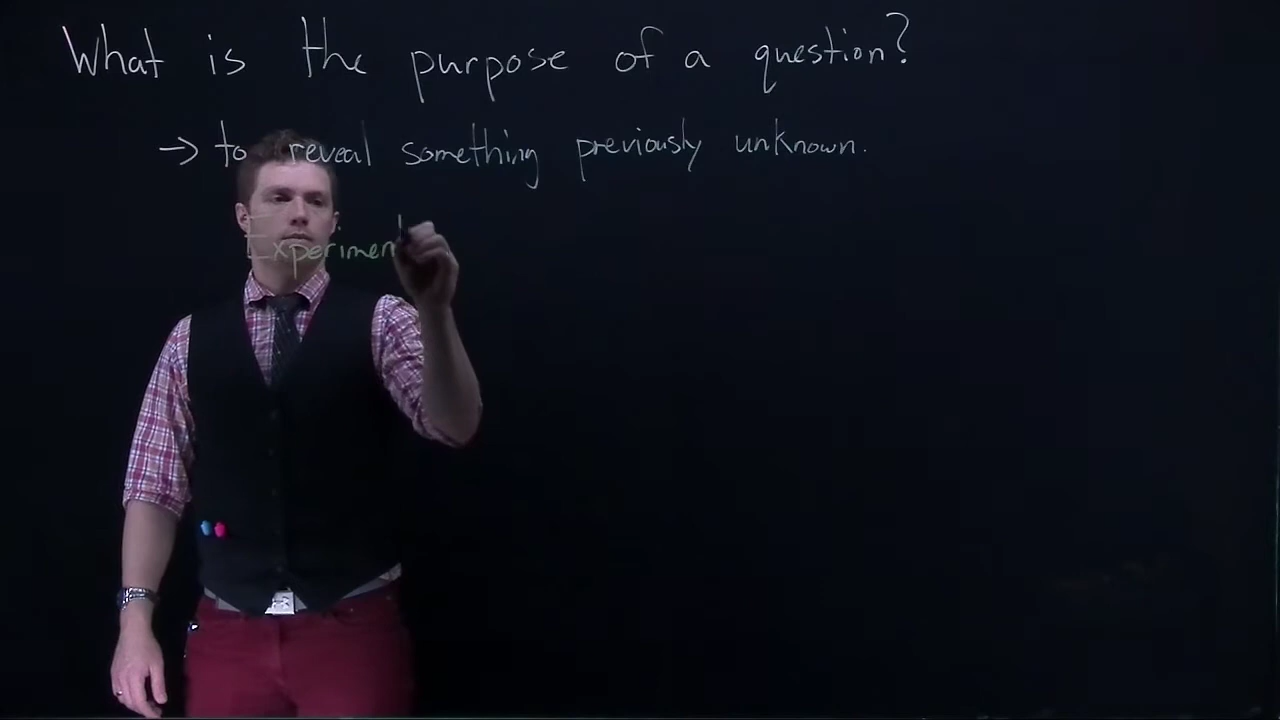 What is the purpose of a question?
→ to reveal something previously unknown.
Experimen